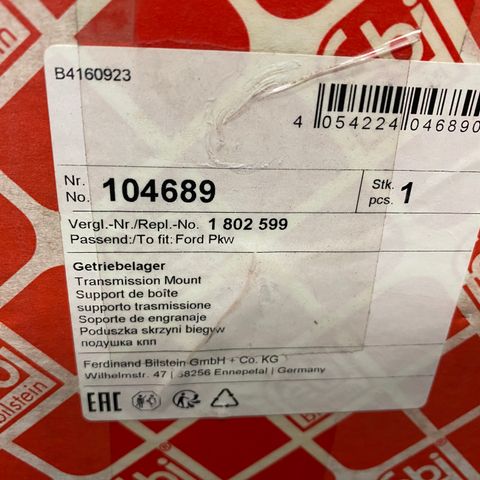 B4160923
4 054224 04689
Nr.
No. 104689
Stk.
pcs. 1
Vergl.-Nr./Repl.-No. 1 802 599
Passend:/To fit: Ford Pkw
Getriebelager
Transmission Mount
Support de boîte
supporto trasmissione
Soporte de engranaje
Poduszka skrzyni biegyw
подушка кпп
Ferdinand Bilstein GmbH + Co. KG
Wilhelmstr. 47 | 58256 Ennepetal | Germany
EAC
febi
bilstein